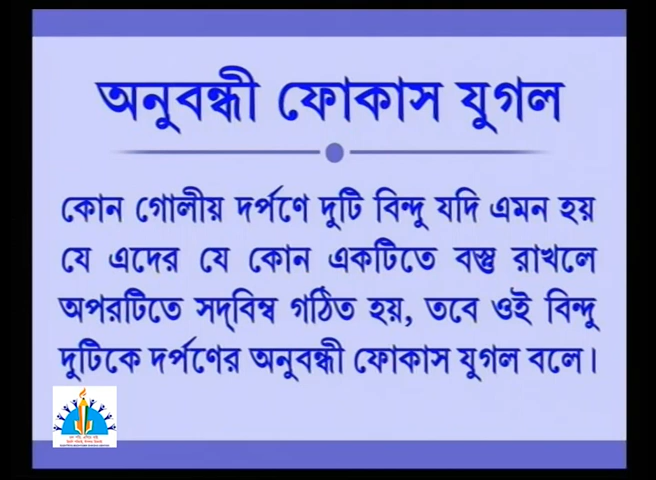 অনুবন্ধী ফোকাস যুগল
কোন গোলীয় দর্পণে দুটি বিন্দু যদি এমন হয়
যে এদের যে কোন একটিতে বস্তু রাখলে
অপরটিতে সদ্‌বিম্ব গঠিত হয়, তবে ওই বিন্দু
দুটিকে দর্পণের অনুবন্ধী ফোকাস যুগল বলে।